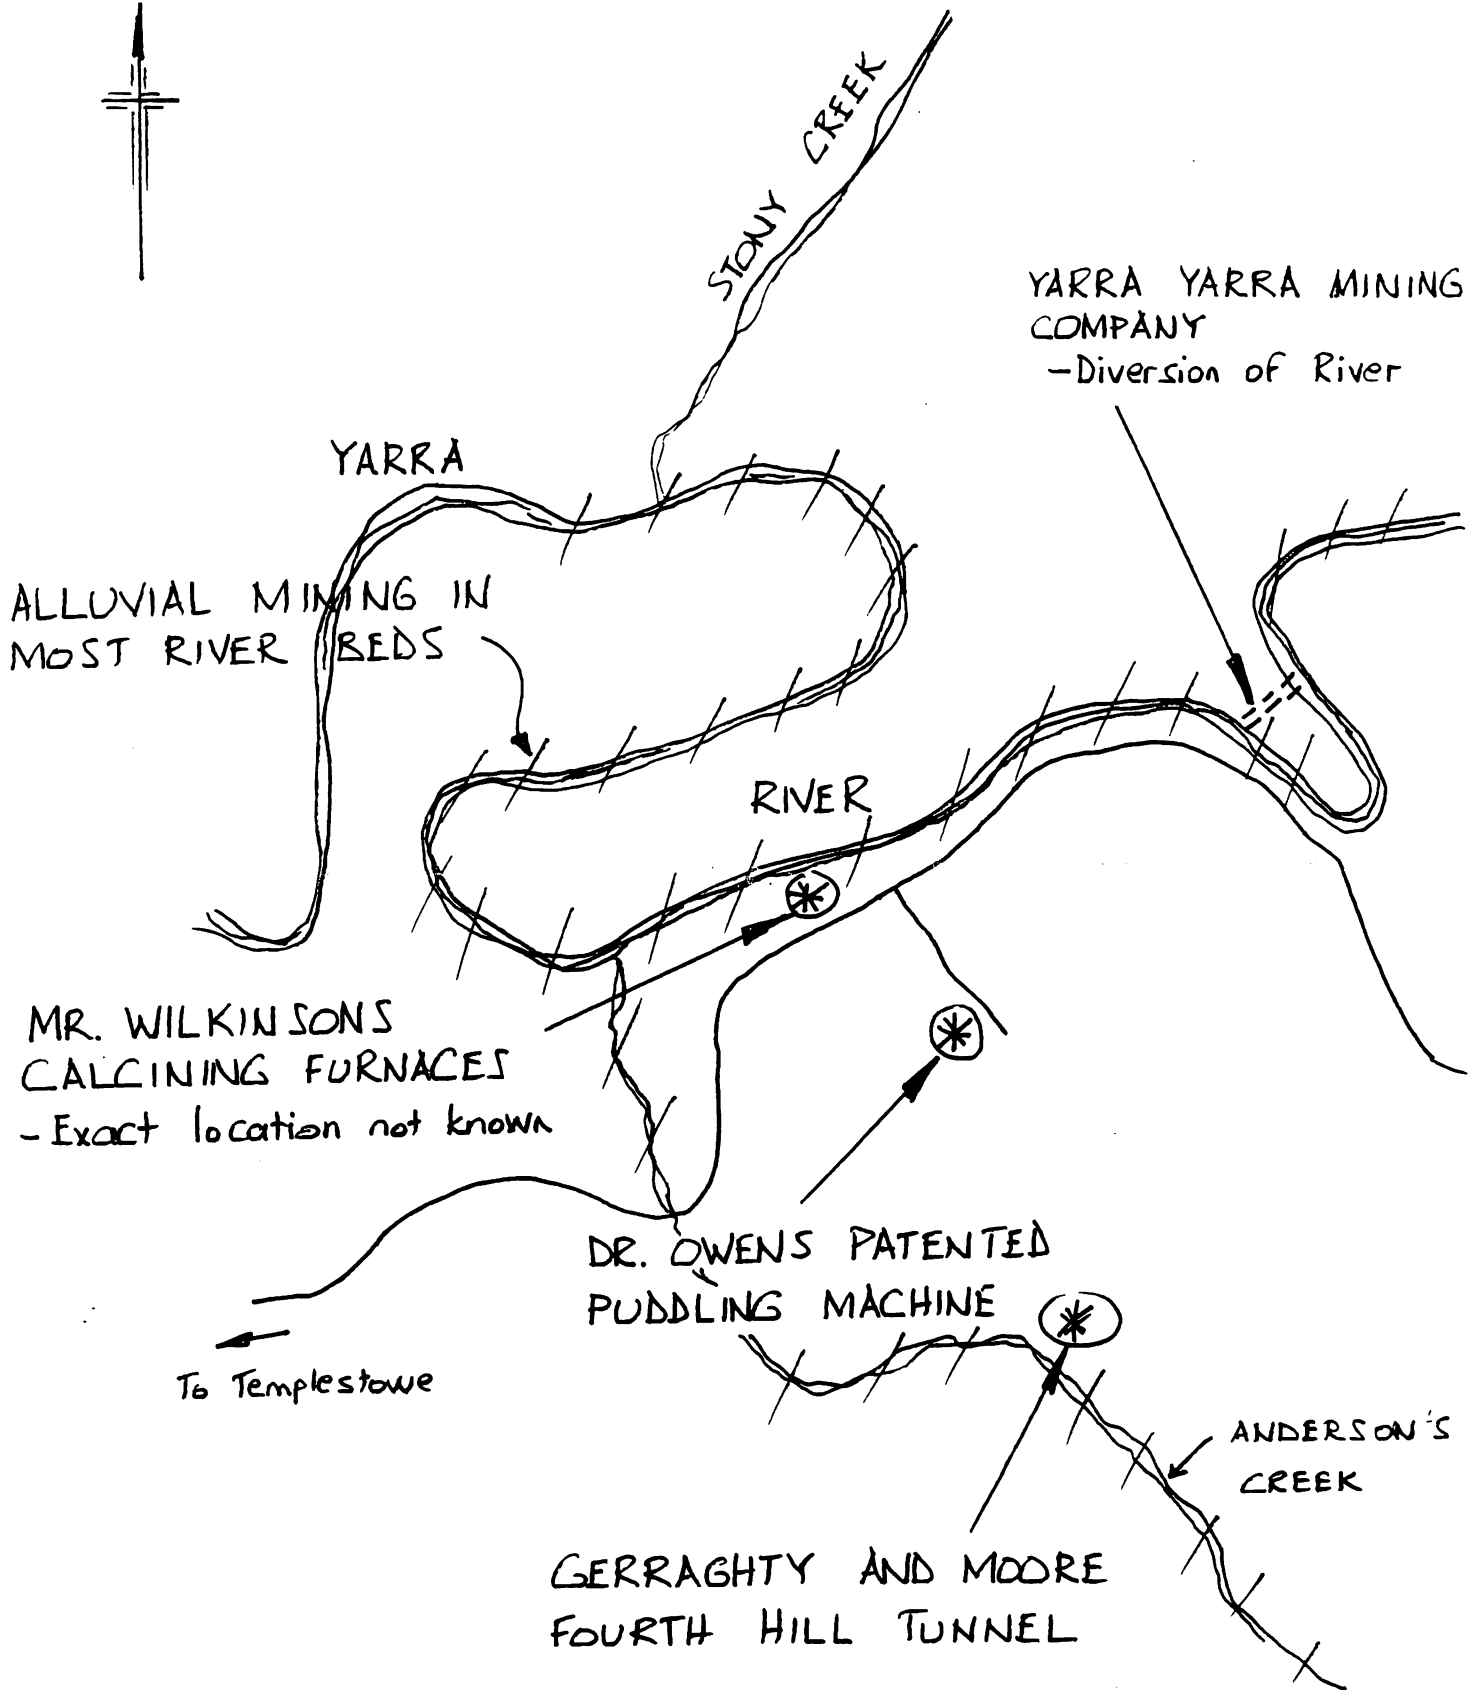 STONY CREEK
YARRA YARRA MINING
COMPANY
-Diversion of River
YARRA
ALLUVIAL MINING IN
MOST RIVER BEDS
RIVER
MR. WILKINSONS
CALCINING FURNACES
- Exact location not known
DR. OWENS PATENTED
PUDDLING MACHINE
To Templestowe
ANDERSON'S
CREEK
GERRAGHTY AND MOORE
FOURTH HILL TUNNEL